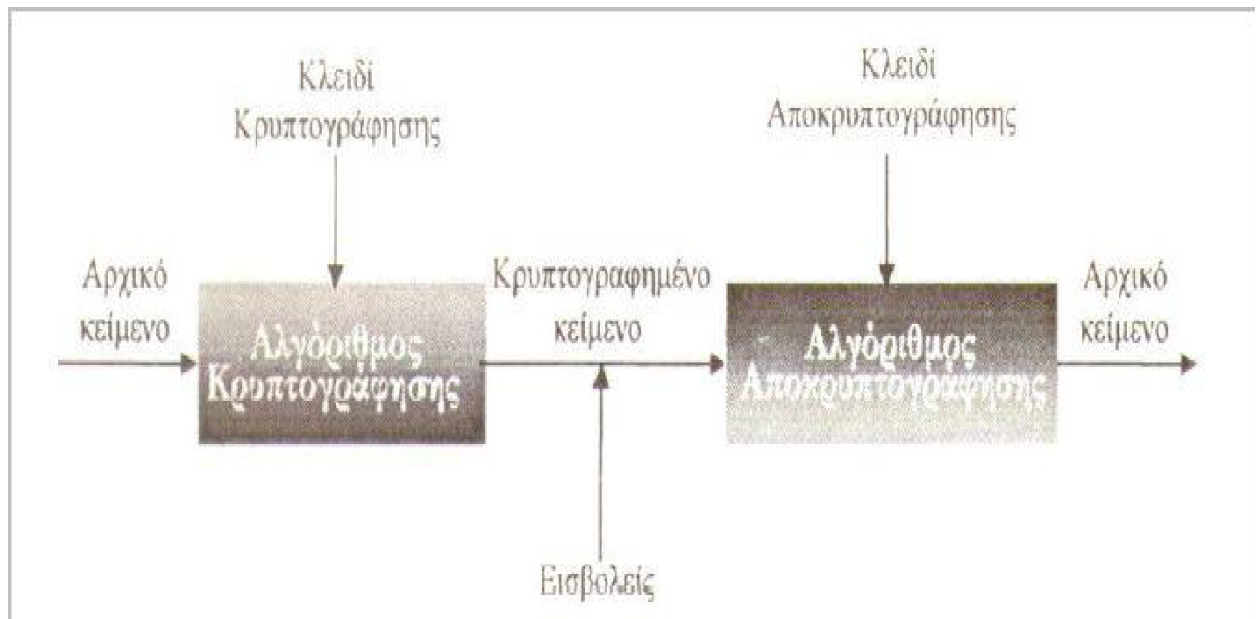 Κλειδί
Κρυπτογράφησης
Κλειδί
Αποκρυπτογράφησης
Αρχικό
κείμενο
Αλγόριθμος
Κρυπτογράφησης
Κρυπτογραφημένο
κείμενο
Αλγόριθμος
Αποκρυπτογράφησης
Αρχικό
κείμενο
Εισβολείς